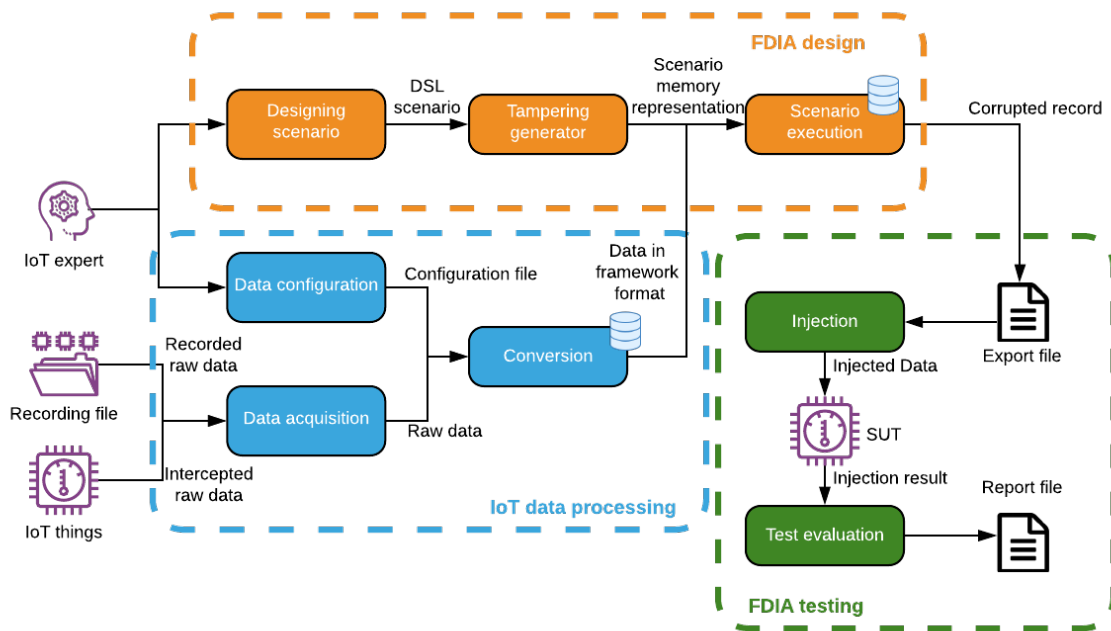 FDIA design
Designing
scenario
DSL
scenario
Tampering
generator
Scenario
memory
representation
Scenario
execution
Corrupted record
IoT expert
Data configuration
Configuration file
Data in
framework
format
Conversion
Recorded
raw data
Recording file
Data acquisition
Raw data
Intercepted
raw data
IoT things
IoT data processing
Injection
Export file
Injected Data
SUT
Injection result
Test evaluation
Report file
FDIA testing